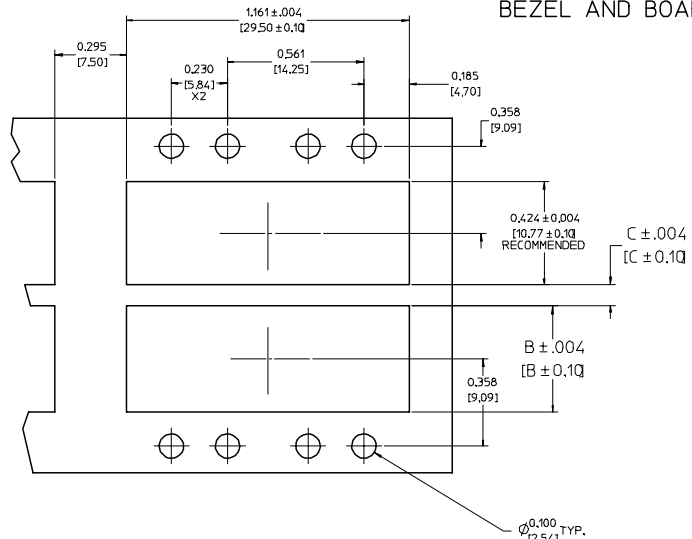 BEZEL AND BOAR
1.161±.004
[29.50±0.10]
0.295
[7.50]
0.561
[14.25]
0.230
[5.84]
X2
0.185
[4.70]
0.358
[9.09]
0.424±0.004
[10.77±0.10]
RECOMMENDED
C±.004
[C±0.10]
B±.004
[B±0.10]
0.358
[9.09]
Ø0.100 TYP.
[2.54]